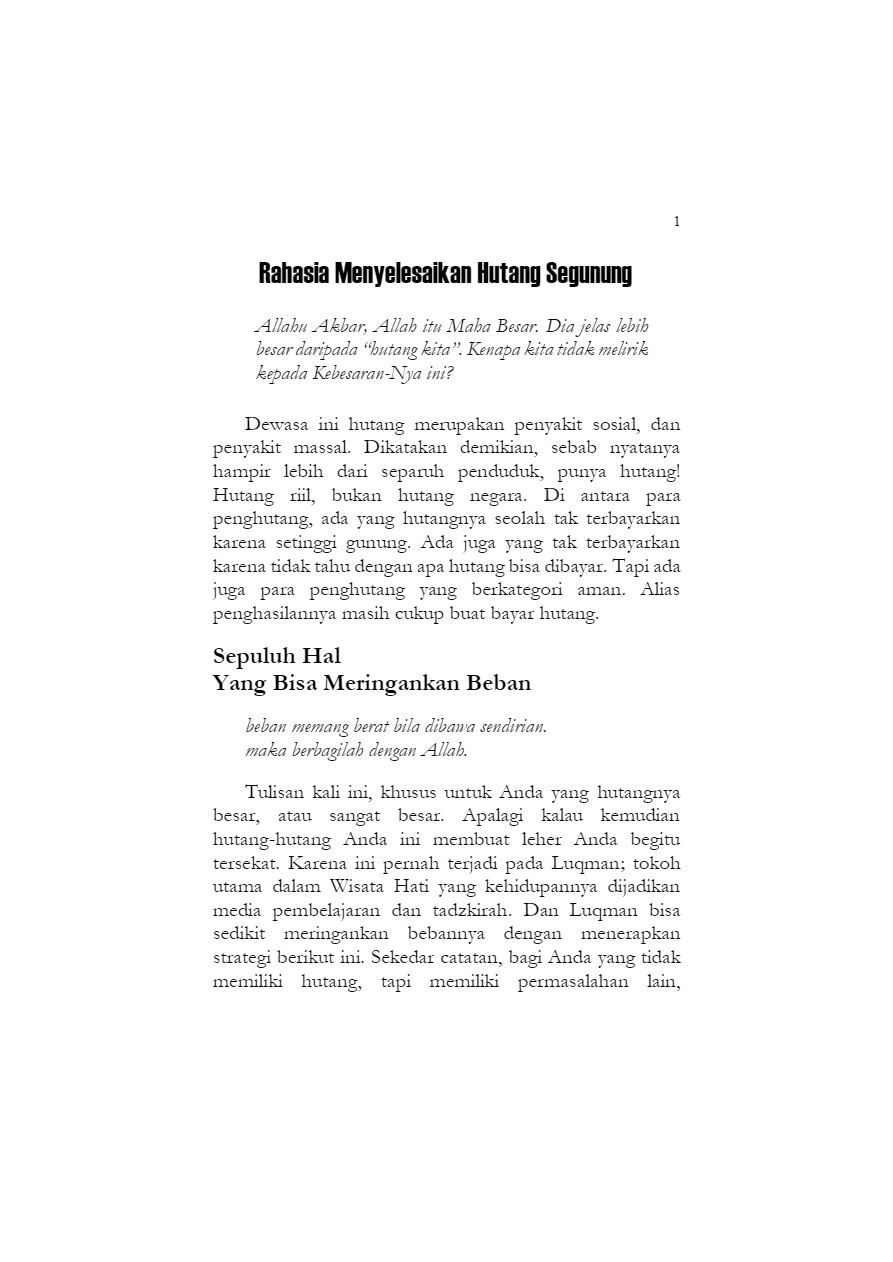 1
Rahasia Menyelesaikan Hutang Segunung
Allahu Akbar, Allah itu Maha Besar. Dia jelas lebih
besar daripada “hutang kita”. Kenapa kita tidak melirik
kepada Kebesaran-Nya ini?
Dewasa ini hutang merupakan penyakit sosial, dan
penyakit massal. Dikatakan demikian, sebab nyatanya
hampir lebih dari separuh penduduk, punya hutang!
Hutang riil, bukan hutang negara. Di antara para
penghutang, ada yang hutangnya seolah tak terbayarkan
karena setinggi gunung. Ada juga yang tak terbayarkan
karena tidak tahu dengan apa hutang bisa dibayar. Tapi ada
juga para penghutang yang berkategori aman. Alias
penghasilannya masih cukup buat bayar hutang.
Sepuluh Hal
Yang Bisa Meringankan Beban
beban memang berat bila dibawa sendirian.
maka berbagilah dengan Allah.
Tulisan kali ini, khusus untuk Anda yang hutangnya
besar, atau sangat besar. Apalagi kalau kemudian
hutang-hutang Anda ini membuat leher Anda begitu
tersekat. Karena ini pernah terjadi pada Luqman; tokoh
utama dalam Wisata Hati yang kehidupannya dijadikan
media pembelajaran dan tadzkirah. Dan Luqman bisa
sedikit meringankan bebannya dengan menerapkan
strategi berikut ini. Sekedar catatan, bagi Anda yang tidak
memiliki hutang, tapi memiliki permasalahan lain,